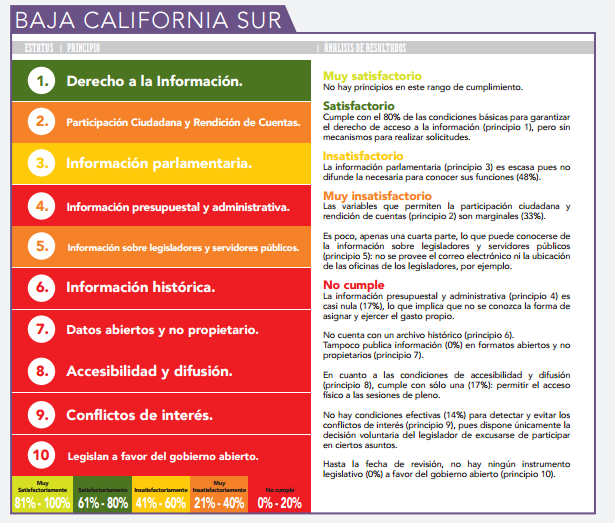 BAJA CALIFORNIA SUR
ESTATUS | PRINCIPIO | ANÁLISIS DE RESULTADOS
1. Derecho a la Información.
2. Participación Ciudadana y Rendición de Cuentas.
3. Información parlamentaria.
4. Información presupuestal y administrativa.
5. Información sobre legisladores y servidores públicos.
6. Información histórica.
7. Datos abiertos y no propietario.
8. Accesibilidad y difusión.
9. Conflictos de interés.
10 Legislan a favor del gobierno abierto.
Muy Satisfactoriamente 81% - 100%
Satisfactoriamente 61% - 80%
Insatisfactoriamente 41% - 60%
Muy Insatisfactoriamente 21% - 40%
No cumple 0% - 20%
Muy satisfactorio
No hay principios en este rango de cumplimiento.
Satisfactorio
Cumple con el 80% de las condiciones básicas para garantizar
el derecho de acceso a la información (principio 1), pero sin
mecanismos para realizar solicitudes.
Insatisfactorio
La información parlamentaria (principio 3) es escasa pues no
difunde la necesaria para conocer sus funciones (48%).
Muy insatisfactorio
Las variables que permiten la participación ciudadana y
rendición de cuentas (principio 2) son marginales (33%).
Es poco, apenas una cuarta parte, lo que puede conocerse de
la información sobre legisladores y servidores públicos
(principio 5): no se provee el correo electrónico ni la ubicación
de las oficinas de los legisladores, por ejemplo.
No cumple
La información presupuestal y administrativa (principio 4) es
casi nula (17%), lo que implica que no se conozca la forma de
asignar y ejercer el gasto propio.
No cuenta con un archivo histórico (principio 6).
Tampoco publica información (0%) en formatos abiertos y no
propietarios (principio 7).
En cuanto a las condiciones de accesibilidad y difusión
(principio 8), cumple con sólo una (17%): permitir el acceso
físico a las sesiones de pleno.
No hay condiciones efectivas (14%) para detectar y evitar los
conflictos de interés (principio 9), pues dispone únicamente la
decisión voluntaria del legislador de excusarse de participar
en ciertos asuntos.
Hasta la fecha de revisión, no hay ningún instrumento
legislativo (0%) a favor del gobierno abierto (principio 10).